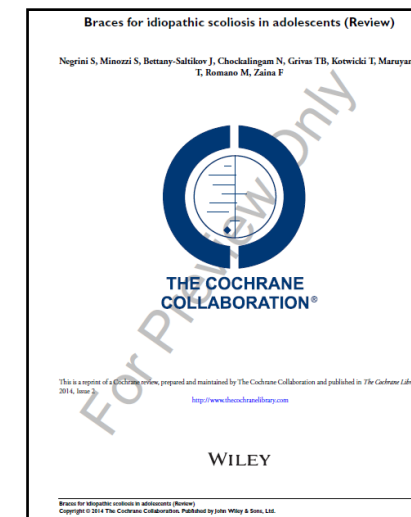 Braces for idiopathic scoliosis in adolescents (Review)
Negrini S, Minozzi S, Bettany-Saltikov J, Chockalingam N, Grivas TB, Kotwicki T, Maruyam
T, Romano M, Zaina F
For Preview Only
THE COCHRANE
COLLABORATION®
This is a reprint of a Cochrane review, prepared and maintained by The Cochrane Collaboration and published in The Cochrane Libr
2014, Issue 2
http://www.thecochranelibrary.com
WILEY
Braces for idiopathic scoliosis in adolescents (Review)
Copyright © 2014 The Cochrane Collaboration. Published by John Wiley & Sons, Ltd.